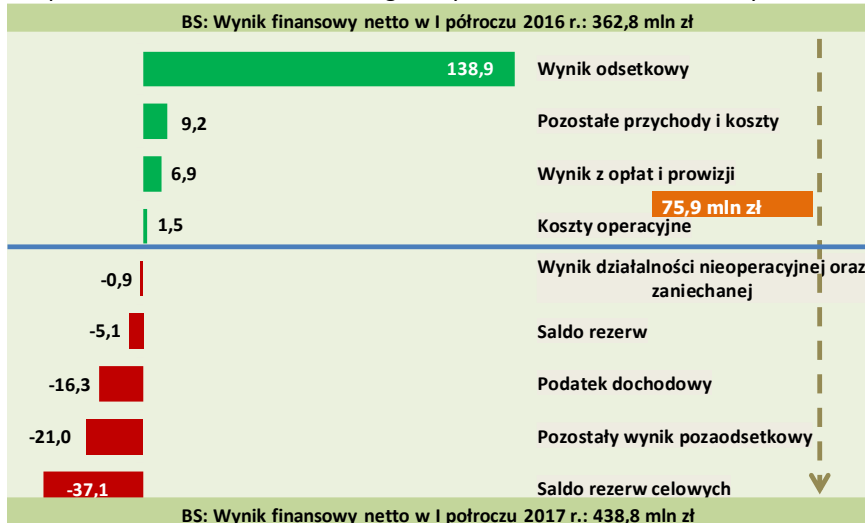 BS: Wynik finansowy netto w I półroczu 2016 r.: 362,8 mln zł
138,9 Wynik odsetkowy
9,2 Pozostałe przychody i koszty
6,9 Wynik z opłat i prowizji
75,9 mln zł
1,5 Koszty operacyjne
-0,9 Wynik działalności nieoperacyjnej oraz
zaniechanej
-5,1 Saldo rezerw
-16,3 Podatek dochodowy
-21,0 Pozostały wynik pozaodsetkowy
-37,1 Saldo rezerw celowych
BS: Wynik finansowy netto w I połroczu 2017 r.: 438,8 mln zł